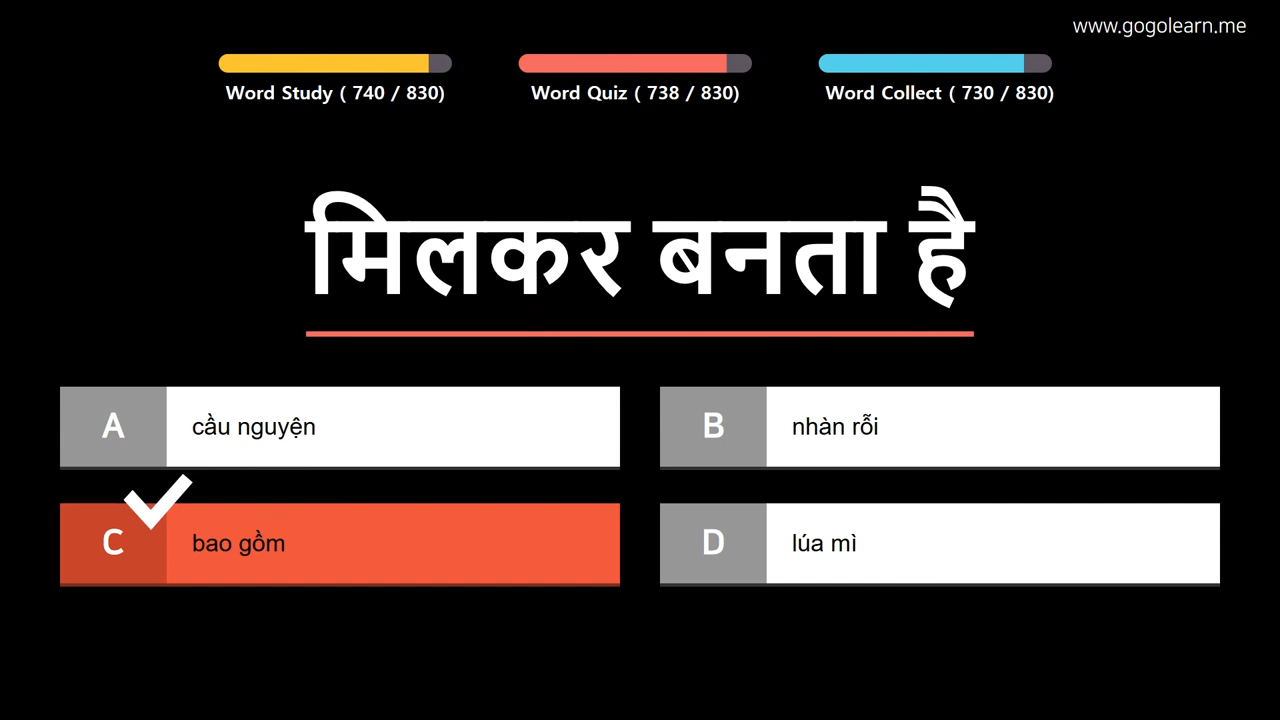 www.gogolearn.me
Word Study ( 740 / 830)
Word Quiz ( 738 / 830)
Word Collect ( 730 / 830)
मिलकर बनता है
A cầu nguyện
B nhàn rỗi
C bao gồm
D lúa mì